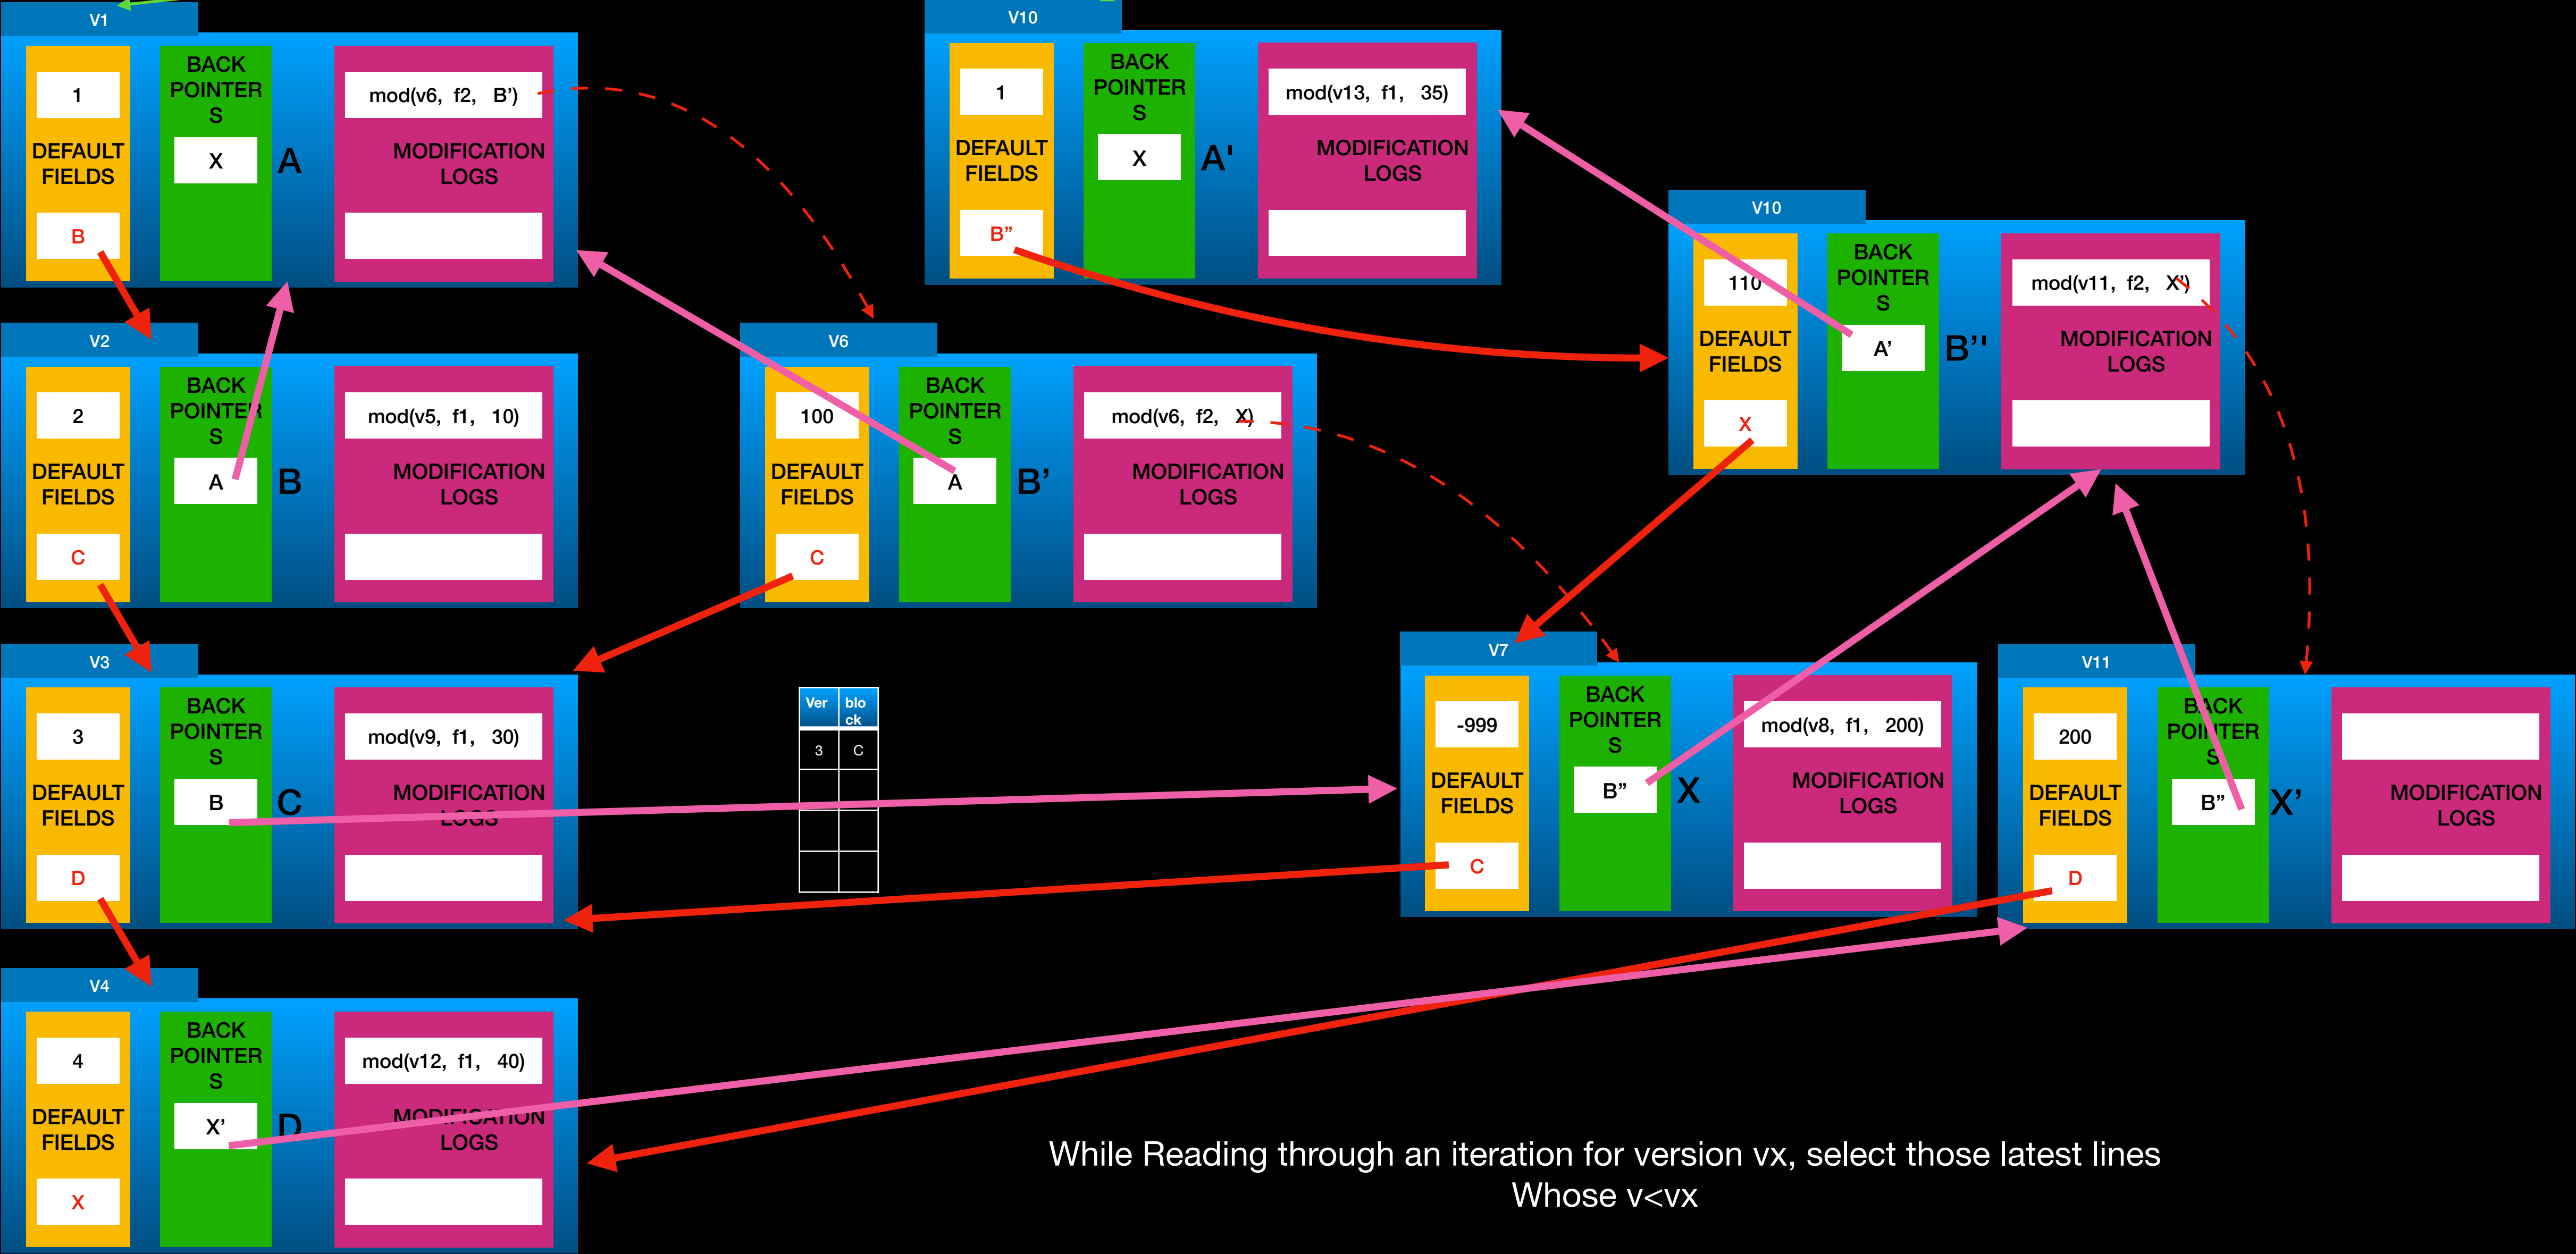 V1
1
DEFAULT
FIELDS
B
BACK
POINTER
S
X
A
mod(v6, f2, B’)
MODIFICATION
LOGS
V10
1
DEFAULT
FIELDS
B”
BACK
POINTER
S
X
A'
mod(v13, f1, 35)
MODIFICATION
LOGS
V10
110
DEFAULT
FIELDS
X
BACK
POINTER
S
A’
B''
mod(v11, f2, X’)
MODIFICATION
LOGS
V2
2
DEFAULT
FIELDS
C
BACK
POINTER
S
A
B
mod(v5, f1, 10)
MODIFICATION
LOGS
V6
100
DEFAULT
FIELDS
C
BACK
POINTER
S
A
B’
mod(v6, f2, X)
MODIFICATION
LOGS
V3
3
DEFAULT
FIELDS
D
BACK
POINTER
S
B
C
mod(v9, f1, 30)
MODIFICATION
LOGS
Ver
blo
ck
3
C
V7
-999
DEFAULT
FIELDS
C
BACK
POINTER
S
B”
X
mod(v8, f1, 200)
MODIFICATION
LOGS
V11
200
DEFAULT
FIELDS
D
BACK
POINTER
S
B”
X’
MODIFICATION
LOGS
V4
4
DEFAULT
FIELDS
X
BACK
POINTER
S
X’
D
mod(v12, f1, 40)
MODIFICATION
LOGS
While Reading through an iteration for version vx, select those latest lines
Whose v<vx